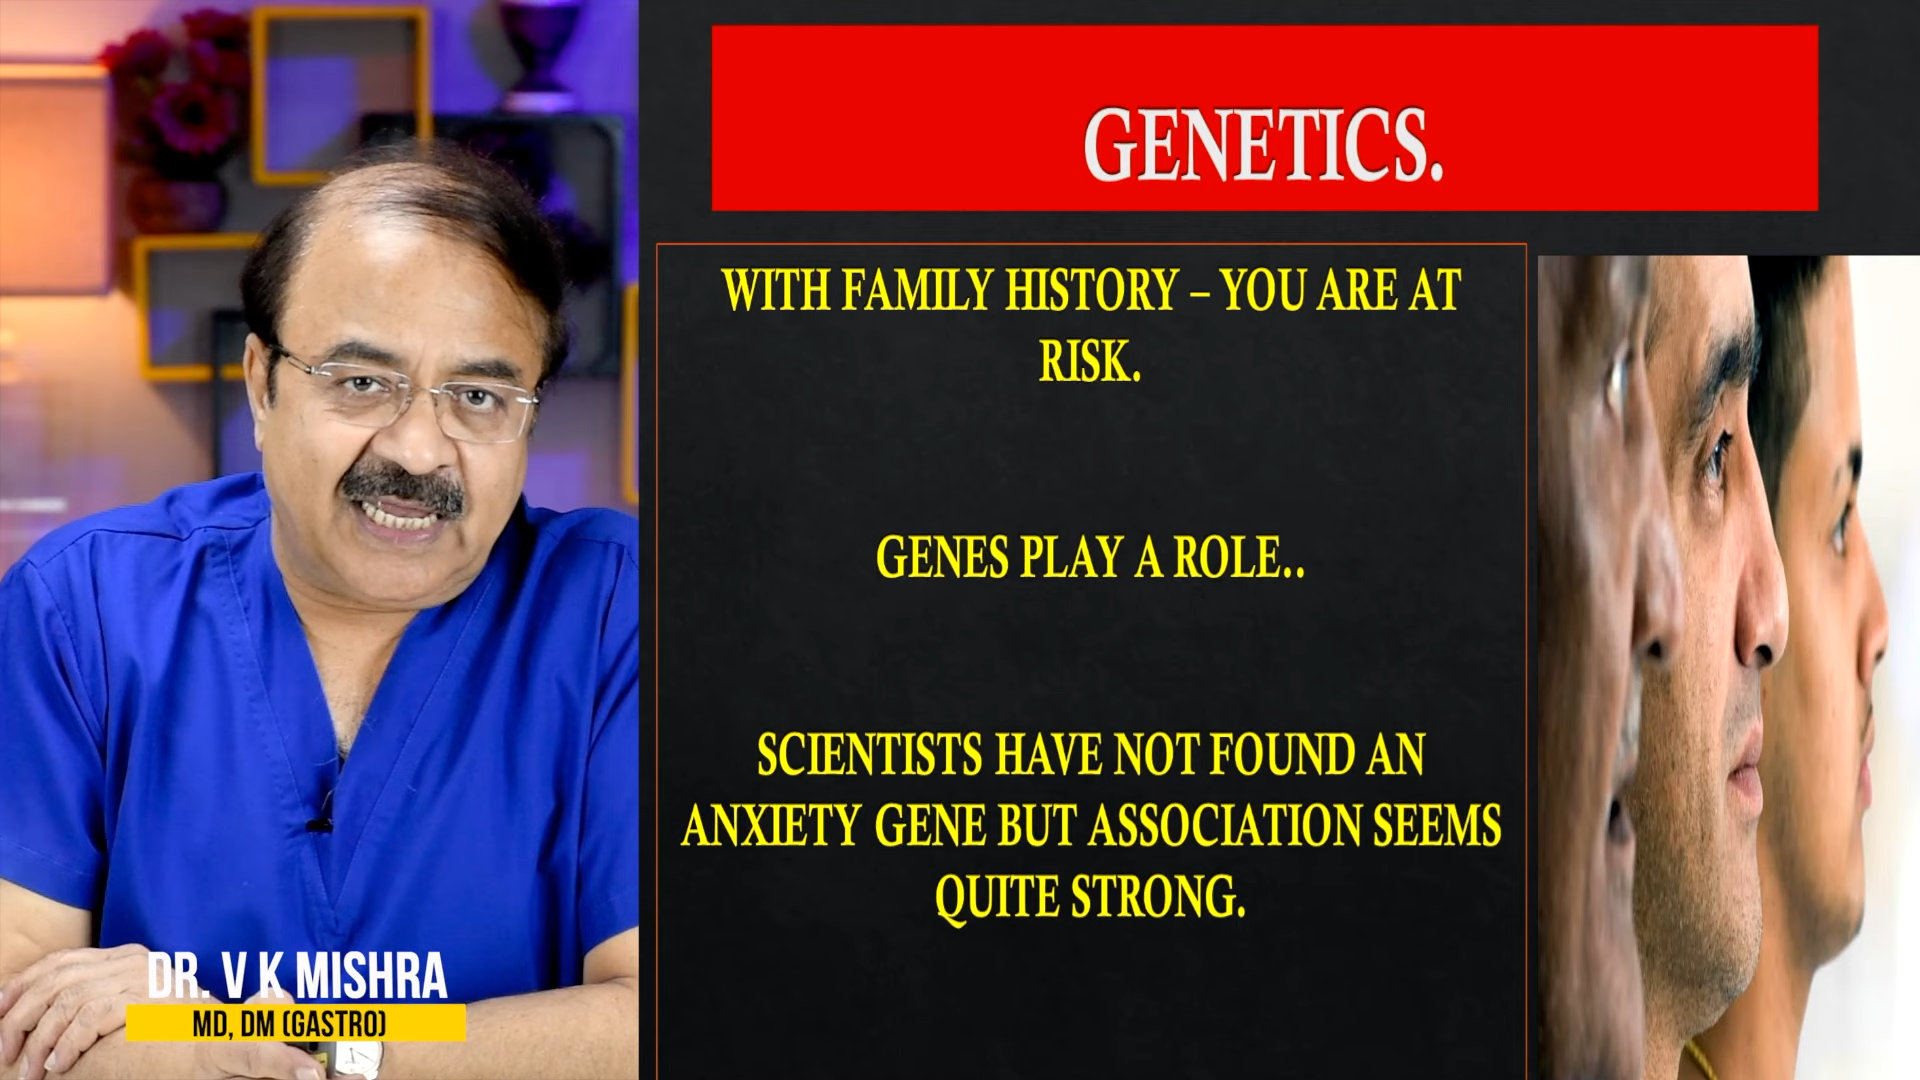 GENETICS.
WITH FAMILY HISTORY – YOU ARE AT
RISK.
GENES PLAY A ROLE..
SCIENTISTS HAVE NOT FOUND AN
ANXIETY GENE BUT ASSOCIATION SEEMS
QUITE STRONG.
DR. V K MISHRA
MD, DM (GASTRO)